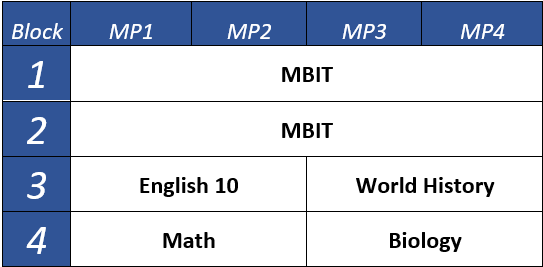 Block MP1 MP2 MP3 MP4
1 MBIT
2 MBIT
3 English 10 World History
4 Math Biology